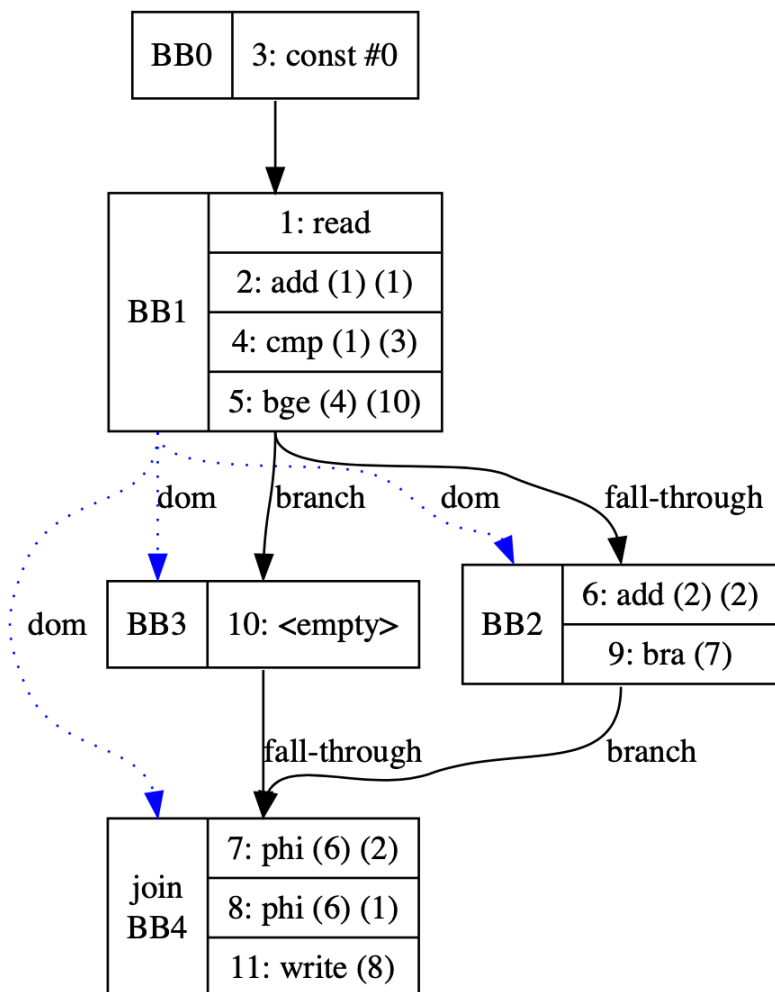 BB0
3: const #0
BB1
1: read
2: add (1) (1)
4: cmp (1) (3)
5: bge (4) (10)
dom
branch
dom
fall-through
dom
BB3
10: <empty>
BB2
6: add (2) (2)
9: bra (7)
fall-through
branch
join
BB4
7: phi (6) (2)
8: phi (6) (1)
11: write (8)